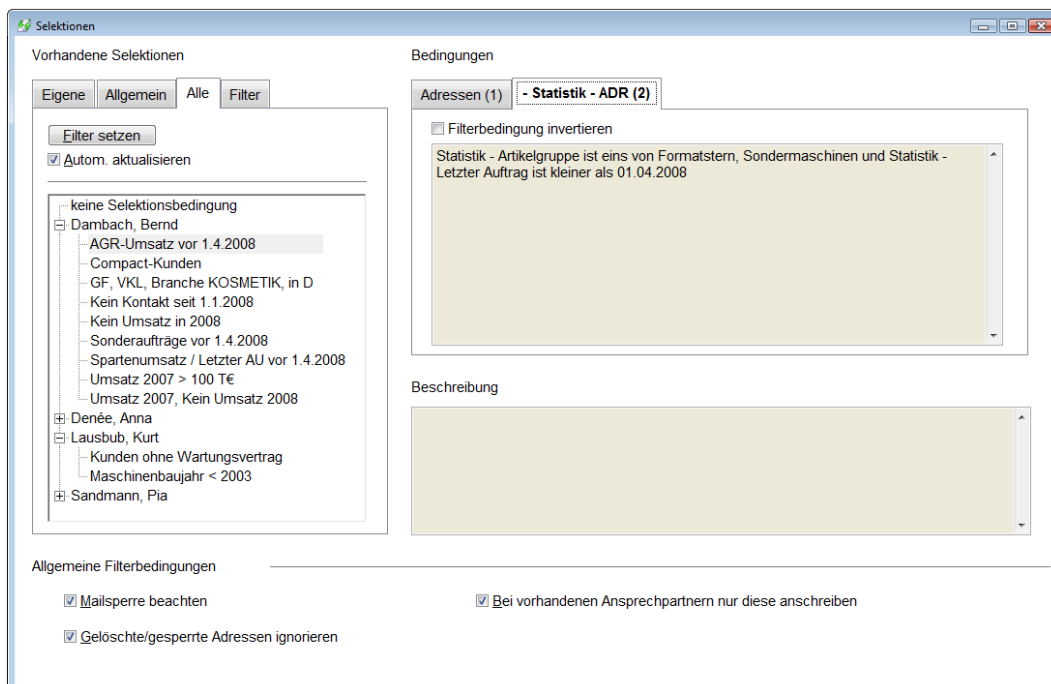 Selektionen
Vorhandene Selektionen
Eigene Allgemein Alle Filter
Filter setzen
Autom. aktualisieren
keine Selektionsbedingung
Dambach, Bernd
AGR-Umsatz vor 1.4.2008
Compact-Kunden
GF, VKL, Branche KOSMETIK, in D
Kein Kontakt seit 1.1.2008
Kein Umsatz in 2008
Sonderaufträge vor 1.4.2008
Spartenumsatz / Letzter AU vor 1.4.2008
Umsatz 2007 > 100 T€
Umsatz 2007, Kein Umsatz 2008
Denée, Anna
Lausbub, Kurt
Kunden ohne Wartungsvertrag
Maschinenbaujahr < 2003
Sandmann, Pia
Bedingungen
Adressen (1) - Statistik - ADR (2)
Filterbedingung invertieren
Statistik - Artikelgruppe ist eins von Formatstern, Sondermaschinen und Statistik -
Letzter Auftrag ist kleiner als 01.04.2008
Beschreibung
Allgemeine Filterbedingungen
Mailsperre beachten
Bei vorhandenen Ansprechpartnern nur diese anschreiben
Gelöschte/gesperrte Adressen ignorieren